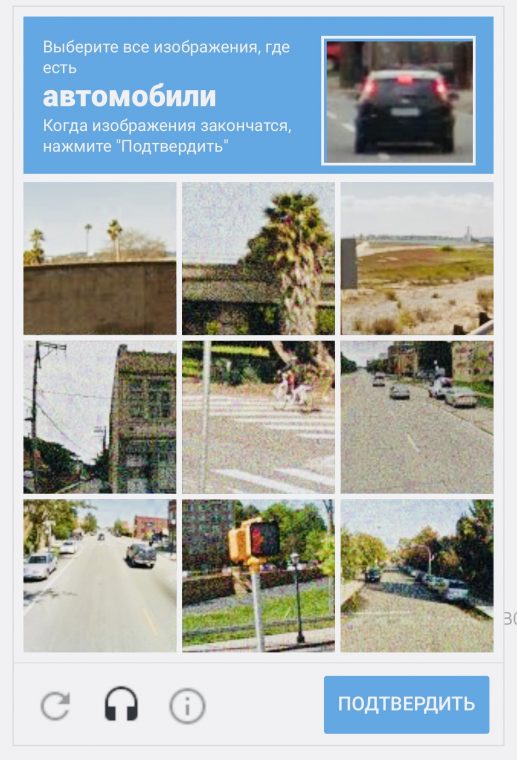 Выберите все изображения, где
есть
автомобили
Когда изображения закончатся,
нажмите "Подтвердить"
ПОДТВЕРДИТЬ